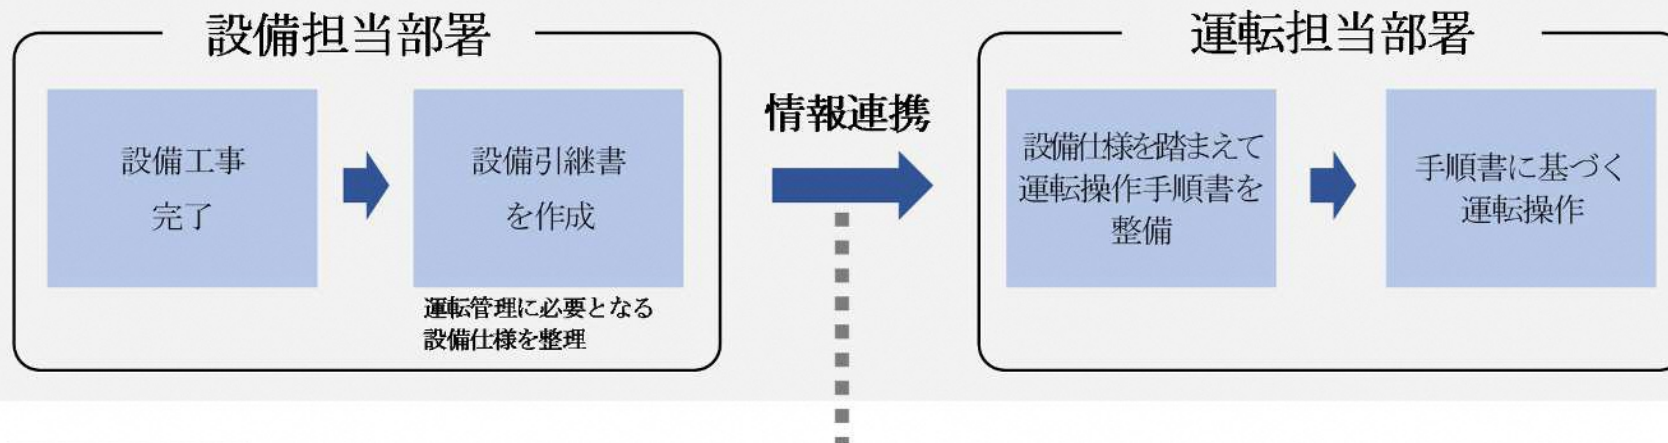 設備担当部署
設備工事
完了
設備引継書
を作成
運転管理に必要となる
設備仕様を整理
情報連携
運転担当部署
設備仕様を踏まえて
運転操作手順書を
整備
手順書に基づく
運転操作